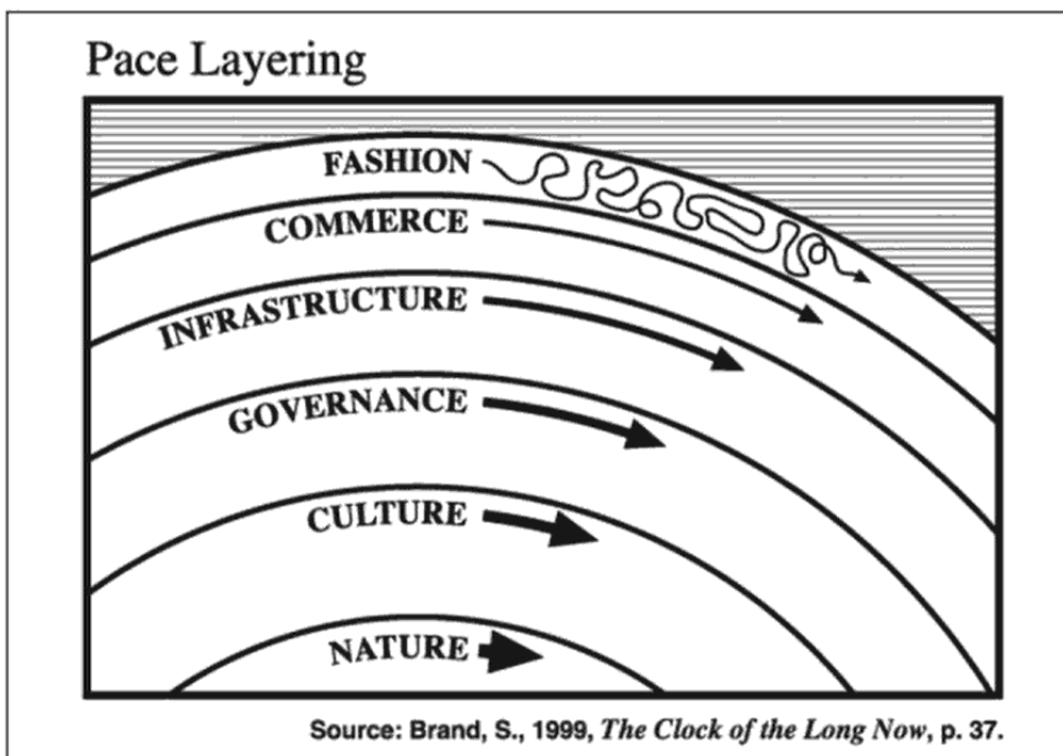 Pace Layering
FASHION
COMMERCE
INFRASTRUCTURE
GOVERNANCE
CULTURE
NATURE
Source: Brand, S., 1999, The Clock of the Long Now, p. 37.